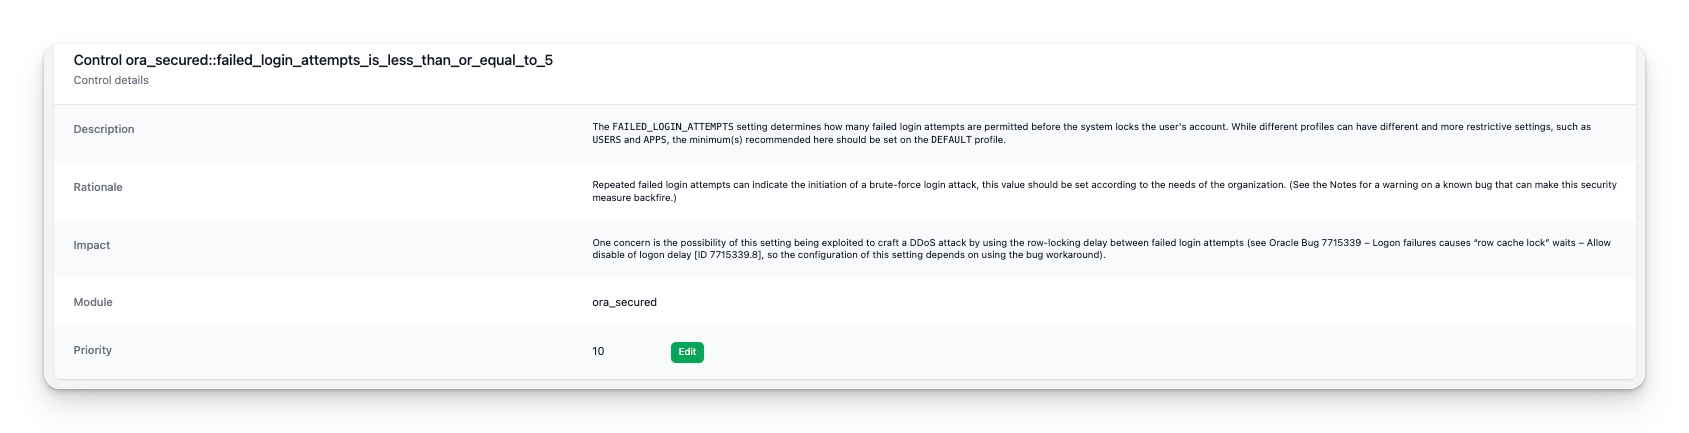 Control ora_secured::failed_login_attempts_is_less_than_or_equal_to_5
Control details
Description
The FAILED_LOGIN_ATTEMPTS setting determines how many failed login attempts are permitted before the system locks the user's account. While different profiles can have different and more restrictive settings, such as
USERS and APPS, the minimum(s) recommended here should be set on the DEFAULT profile.
Rationale
Repeated failed login attempts can indicate the initiation of a brute-force login attack, this value should be set according to the needs of the organization. (See the Notes for a warning on a known bug that can make this security
measure backfire.)
Impact
One concern is the possibility of this setting being exploited to craft a DDoS attack by using the row-locking delay between failed login attempts (see Oracle Bug 7715339 – Logon failures causes “row cache lock” waits – Allow
disable of logon delay [ID 7715339.8], so the configuration of this setting depends on using the bug workaround).
Module
ora_secured
Priority
10
Edit